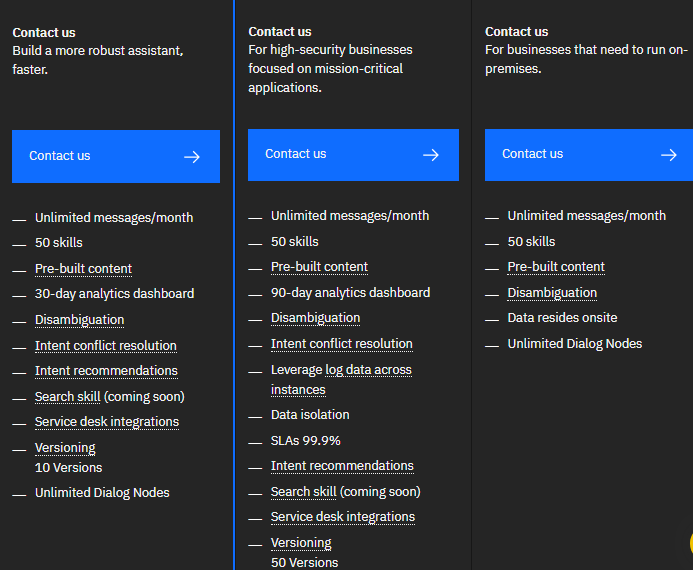 Contact us
Build a more robust assistant,
faster.
Contact us
Unlimited messages/month
50 skills
Pre-built content
30-day analytics dashboard
Disambiguation
Intent conflict resolution
Intent recommendations
Search skill (coming soon)
Service desk integrations
Versioning
10 Versions
Unlimited Dialog Nodes
Contact us
For high-security businesses
focused on mission-critical
applications.
Contact us
Unlimited messages/month
50 skills
Pre-built content
90-day analytics dashboard
Disambiguation
Intent conflict resolution
Leverage log data across
instances
Data isolation
SLAs 99.9%
Intent recommendations
Search skill (coming soon)
Service desk integrations
Versioning
50 Versions
Contact us
For businesses that need to run on-
premises.
Contact us
Unlimited messages/month
50 skills
Pre-built content
Disambiguation
Data resides onsite
Unlimited Dialog Nodes